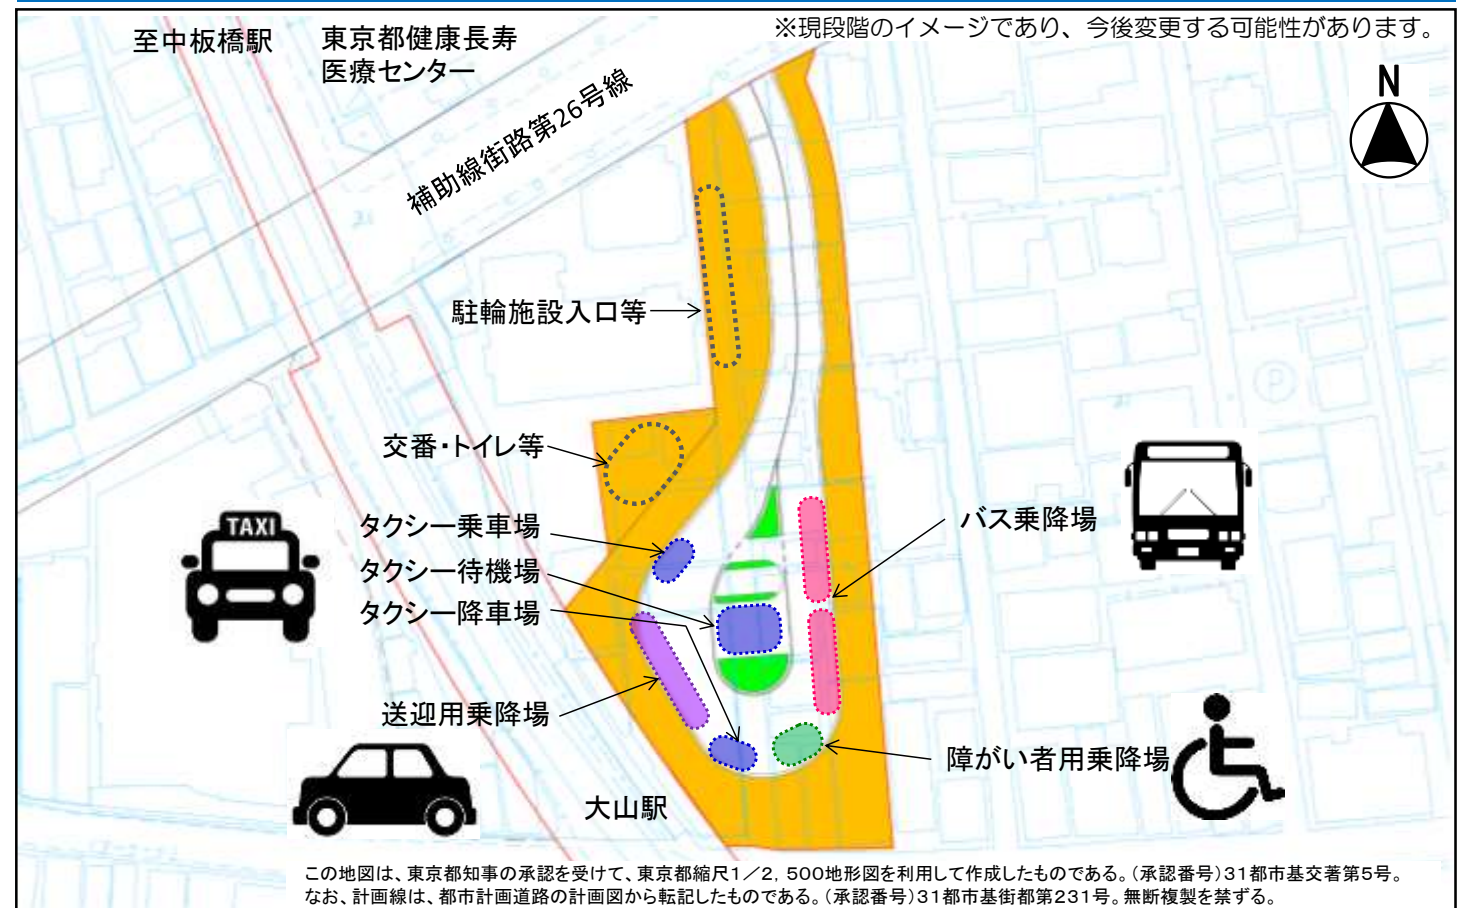 ※現段階のイメージであり、今後変更する可能性があります。
至中板橋駅
東京都健康長寿
医療センター
補助線街路第26号線
N
駐輪施設入口等
交番・トイレ等
タクシー乗車場
タクシー待機場
タクシー降車場
送迎用乗降場
バス乗降場
障がい者用乗降場
TAXI
P
大山駅
この地図は、東京都知事の承認を受けて、東京都縮尺1／2，500地形図を利用して作成したものである。（承認番号）31都市基交著第5号。
なお、計画線は、都市計画道路の計画図から転記したものである。（承認番号）31都市基街都第231号。無断複製を禁ずる。